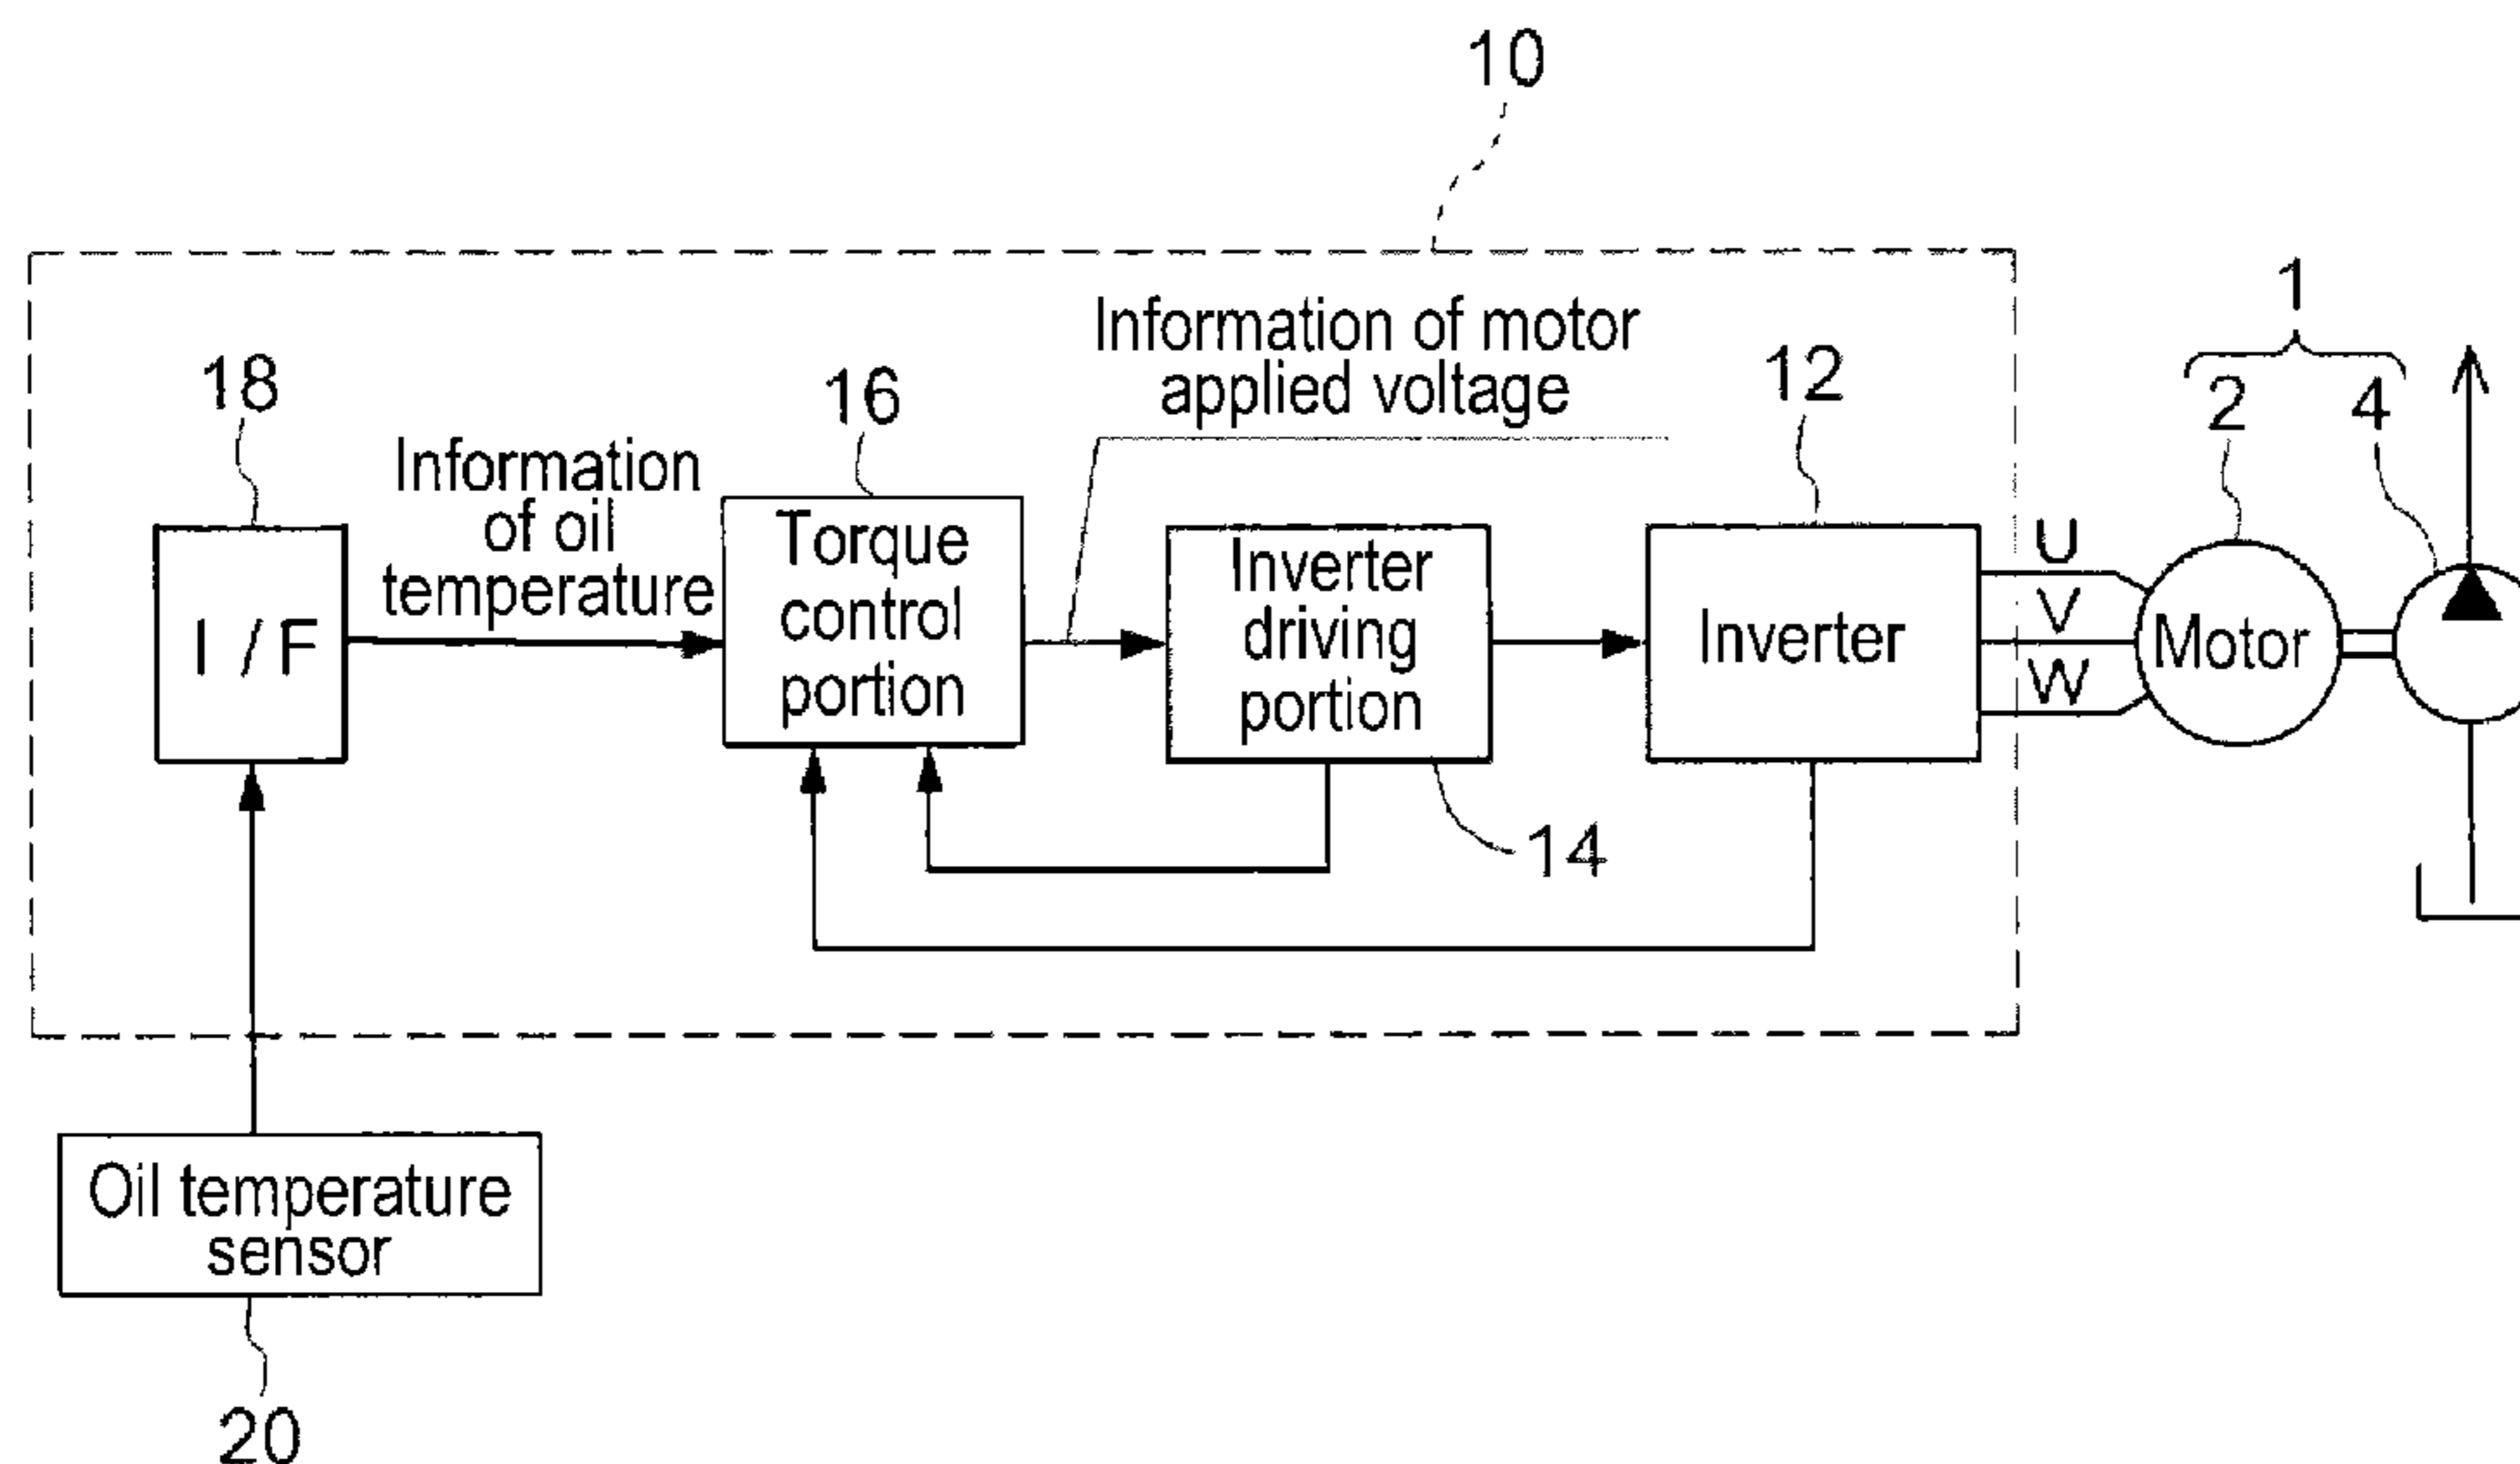 10
1
Information of motor
applied voltage
18
16
12
2
4
Information
of oil
temperature
I/F
Torque
control
portion
Inverter
driving
portion
Inverter
U
V
W
Motor
14
Oil temperature
sensor
20